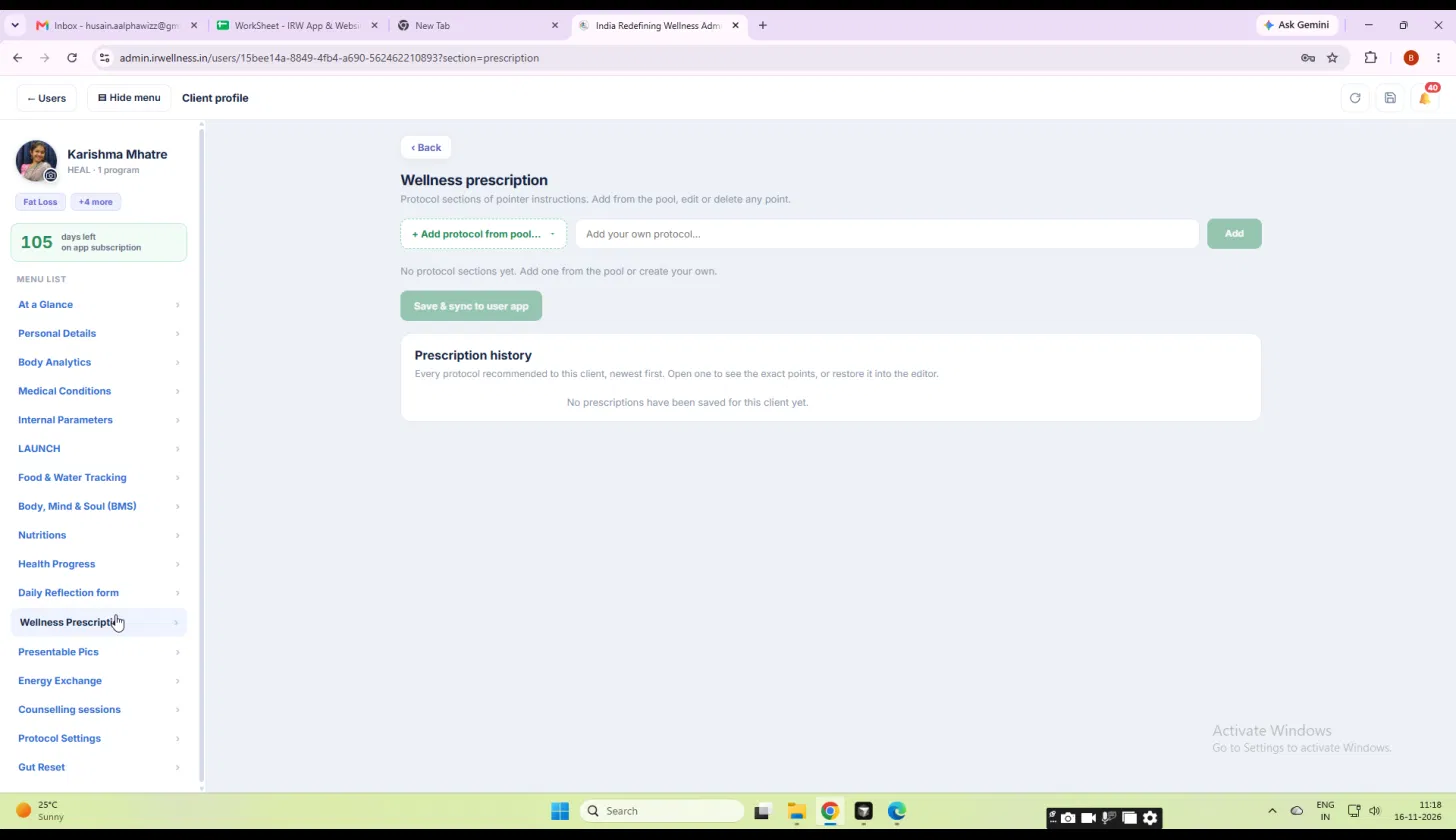 Inbox - husain.aalphawizz@gm
WorkSheet - IRW App & Websi
New Tab
India Redefining Wellness Admi
Ask Gemini
admin.irwellness.in/users/15bee14a-8849-4fb4-a690-562462210893?section=prescription
B
← Users
Hide menu
Client profile
40
Karishma Mhatre
HEAL · 1 program
Fat Loss
+4 more
105 days left
on app subscription
MENU LIST
At a Glance
Personal Details
Body Analytics
Medical Conditions
Internal Parameters
LAUNCH
Food & Water Tracking
Body, Mind & Soul (BMS)
Nutritions
Health Progress
Daily Reflection form
Wellness Prescripti
Presentable Pics
Energy Exchange
Counselling sessions
Protocol Settings
Gut Reset
‹ Back
Wellness prescription
Protocol sections of pointer instructions. Add from the pool, edit or delete any point.
+ Add protocol from pool...
Add your own protocol...
Add
No protocol sections yet. Add one from the pool or create your own.
Save & sync to user app
Prescription history
Every protocol recommended to this client, newest first. Open one to see the exact points, or restore it into the editor.
No prescriptions have been saved for this client yet.
Activate Windows
Go to Settings to activate Windows.
25°C
Sunny
Search
ENG
IN
11:18
16-11-2026